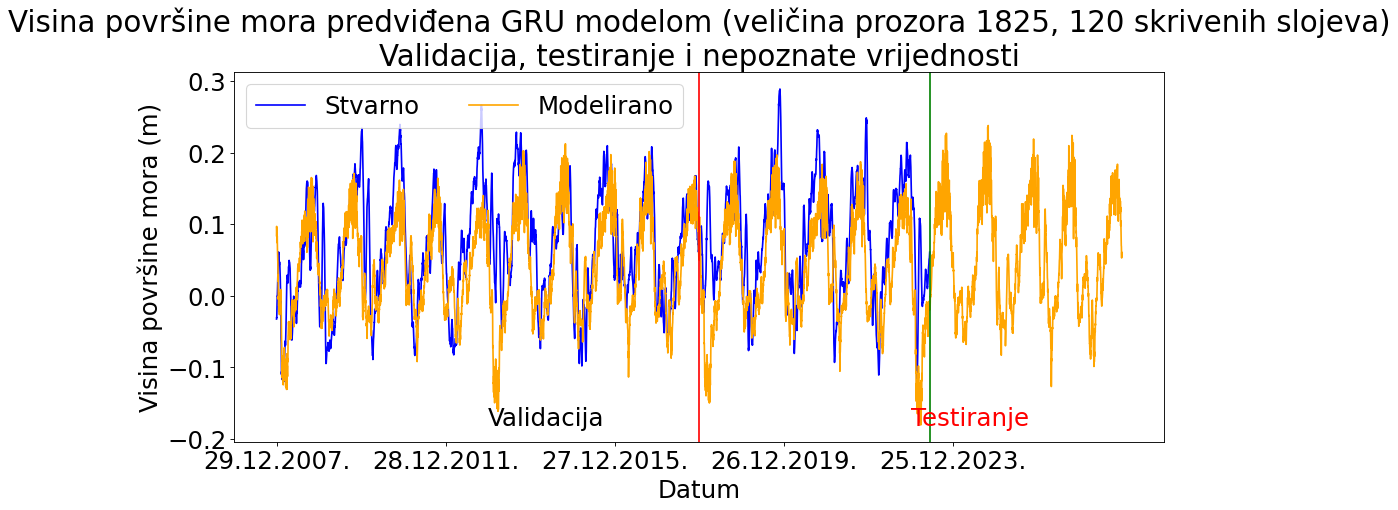 Visina površine mora predviđena GRU modelom (veličina prozora 1825, 120 skrivenih slojeva)
Validacija, testiranje i nepoznate vrijednosti
Stvarno
Modelirano
Visina površine mora (m)
0.3
0.2
0.1
0.0
−0.1
−0.2
Validacija
Testiranje
29.12.2007.
28.12.2011.
27.12.2015.
26.12.2019.
25.12.2023.
Datum